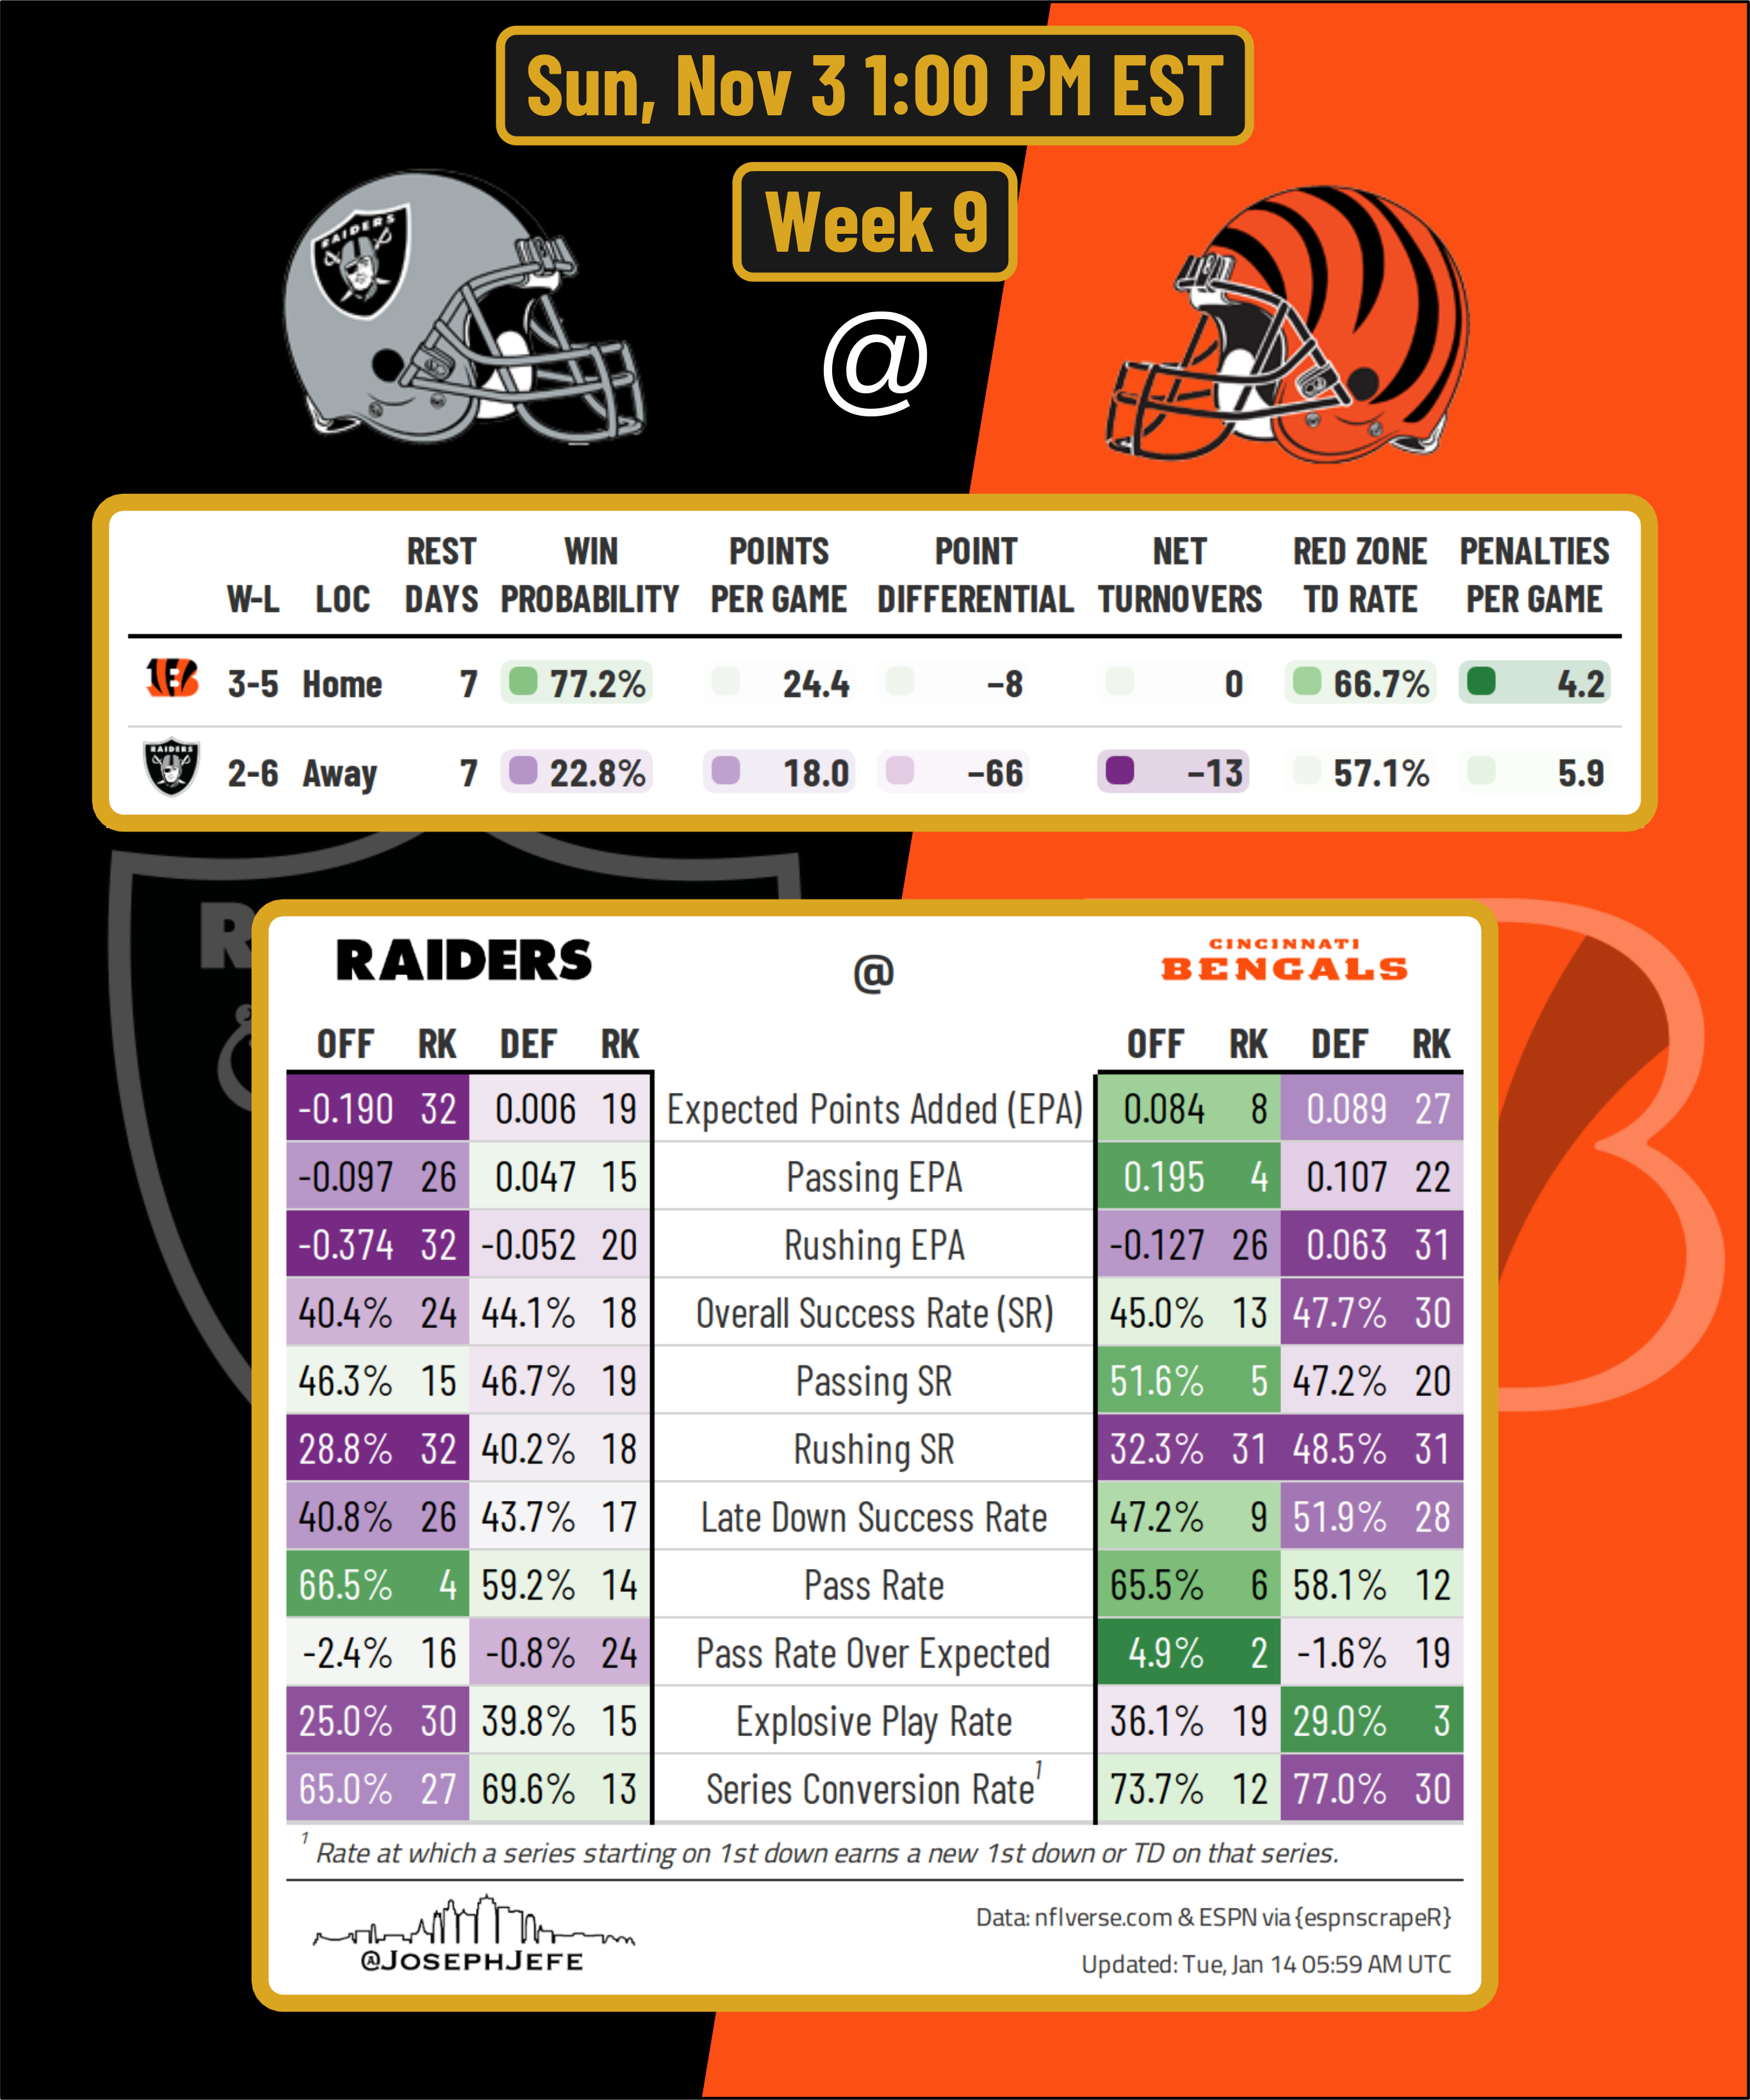 Sun, Nov 3 1:00 PM EST
Week 9
RAIDERS
@
W-L LOC REST DAYS WIN PROBABILITY POINTS PER GAME POINT DIFFERENTIAL NET TURNOVERS RED ZONE TD RATE PENALTIES PER GAME
3-5 Home 7 77.2% 24.4 −8 0 66.7% 4.2
RAIDERS
2-6 Away 7 22.8% 18.0 −66 −13 57.1% 5.9
RAIDERS @ CINCINNATI BENGALS
OFF RK DEF RK OFF RK DEF RK
-0.190 32 0.006 19 Expected Points Added (EPA) 0.084 8 0.089 27
-0.097 26 0.047 15 Passing EPA 0.195 4 0.107 22
-0.374 32 -0.052 20 Rushing EPA -0.127 26 0.063 31
40.4% 24 44.1% 18 Overall Success Rate (SR) 45.0% 13 47.7% 30
46.3% 15 46.7% 19 Passing SR 51.6% 5 47.2% 20
28.8% 32 40.2% 18 Rushing SR 32.3% 31 48.5% 31
40.8% 26 43.7% 17 Late Down Success Rate 47.2% 9 51.9% 28
66.5% 4 59.2% 14 Pass Rate 65.5% 6 58.1% 12
-2.4% 16 -0.8% 24 Pass Rate Over Expected 4.9% 2 -1.6% 19
25.0% 30 39.8% 15 Explosive Play Rate 36.1% 19 29.0% 3
65.0% 27 69.6% 13 Series Conversion Rate¹ 73.7% 12 77.0% 30
¹ Rate at which a series starting on 1st down earns a new 1st down or TD on that series.
@JOSEPHJEFE
Data: nflverse.com & ESPN via {espnscrapeR}
Updated: Tue, Jan 14 05:59 AM UTC